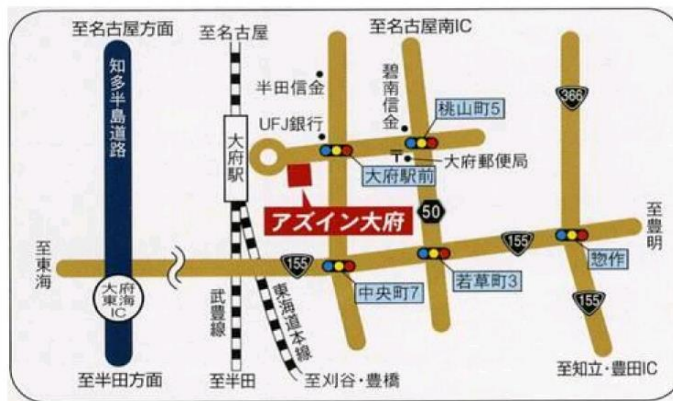 至名古屋方面
至名古屋
至名古屋南IC
知多半島道路
半田信金
碧南信金
桃山町5
366
UFJ銀行
大府駅
大府郵便局
大府駅前
アズイン大府
50
至豊明
至東海
155
155
惣作
大府
東海
IC
中央町7
若草町3
155
武豊線
東海道本線
至半田方面
至半田
至刈谷・豊橋
至知立・豊田IC